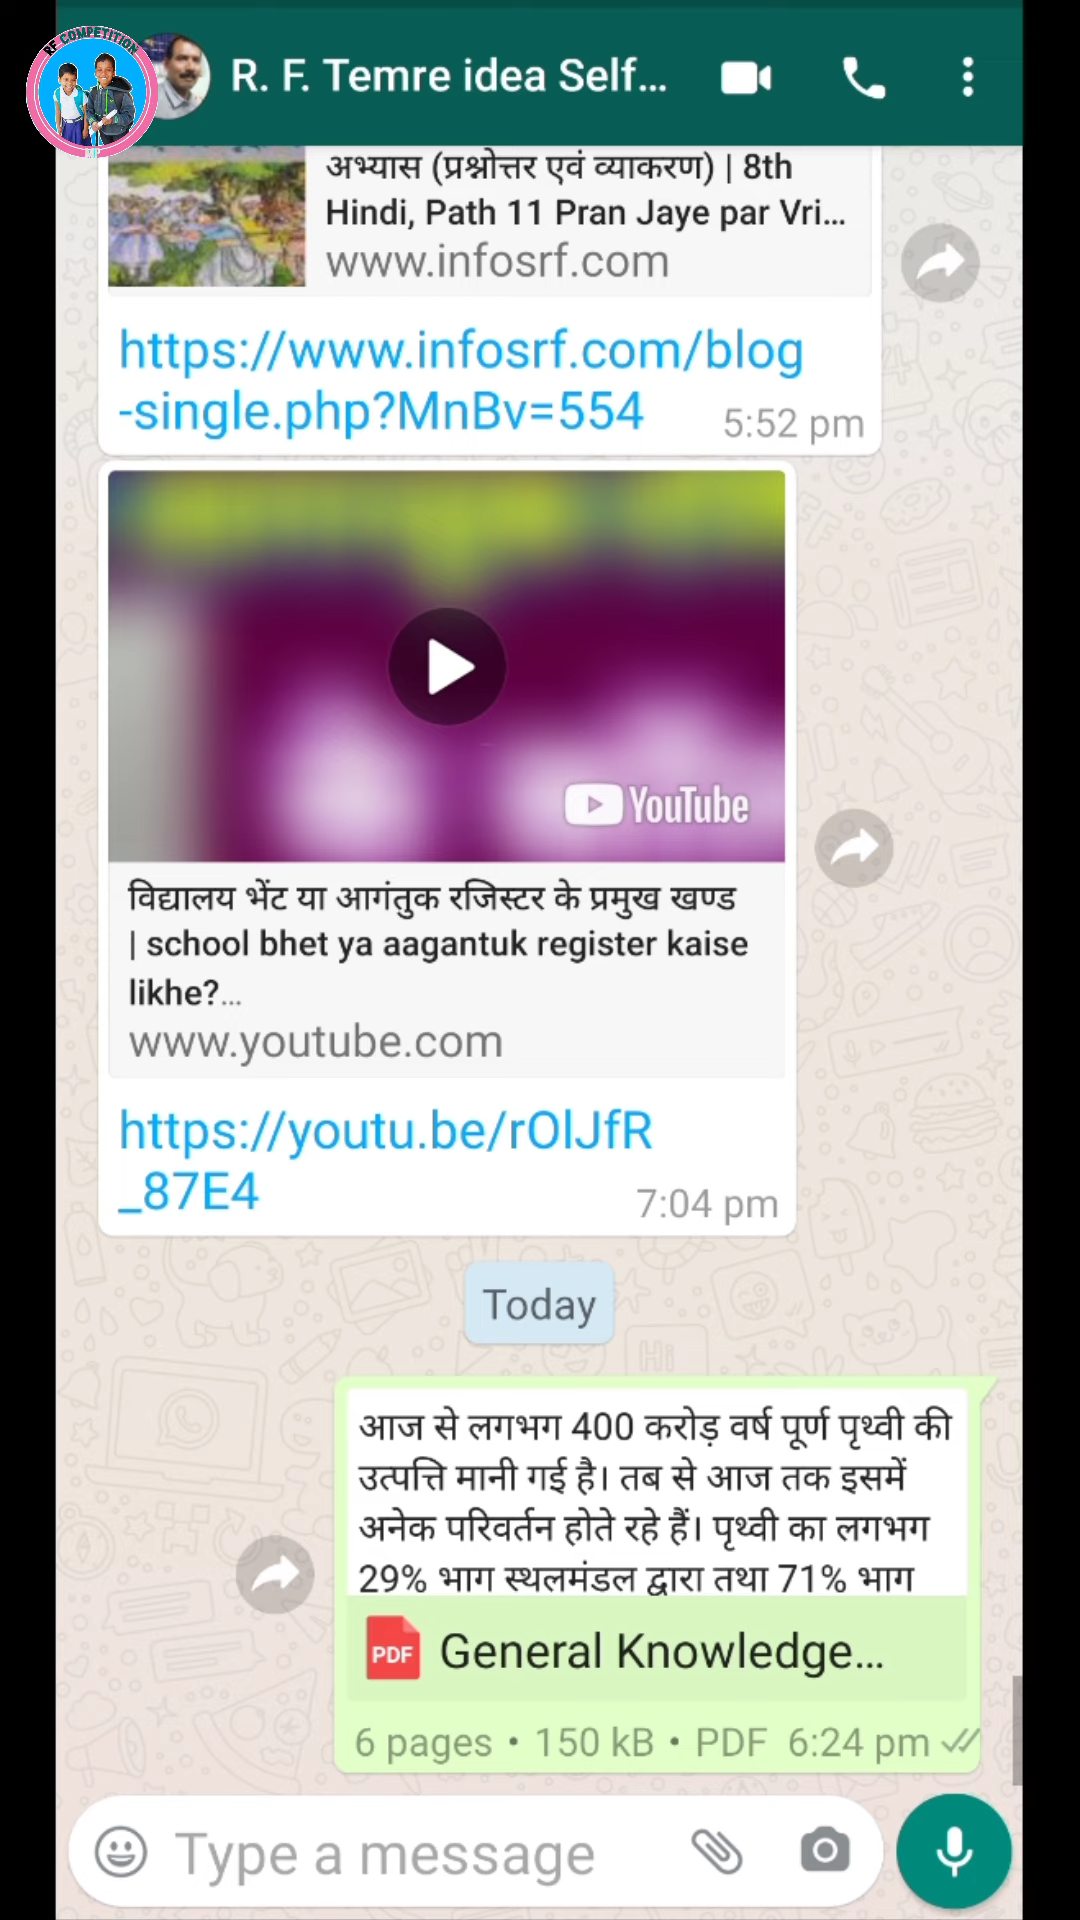 RF COMPETITION
R. F. Temre idea Self...
अभ्यास (प्रश्नोत्तर एवं व्याकरण) | 8th
Hindi, Path 11 Pran Jaye par Vri...
www.infosrf.com
https://www.infosrf.com/blog
-single.php?MnBv=554
5:52 pm
YouTube
विद्यालय भेंट या आगंतुक रजिस्टर के प्रमुख खण्ड
| school bhet ya aagantuk register kaise
likhe?...
www.youtube.com
https://youtu.be/rOlJfR
_87E4
7:04 pm
Today
आज से लगभग 400 करोड़ वर्ष पूर्ण पृथ्वी की
उत्पत्ति मानी गई है। तब से आज तक इसमें
अनेक परिवर्तन होते रहे हैं। पृथ्वी का लगभग
29% भाग स्थलमंडल द्वारा तथा 71% भाग
PDF General Knowledge...
6 pages • 150 kB • PDF 6:24 pm
Type a message